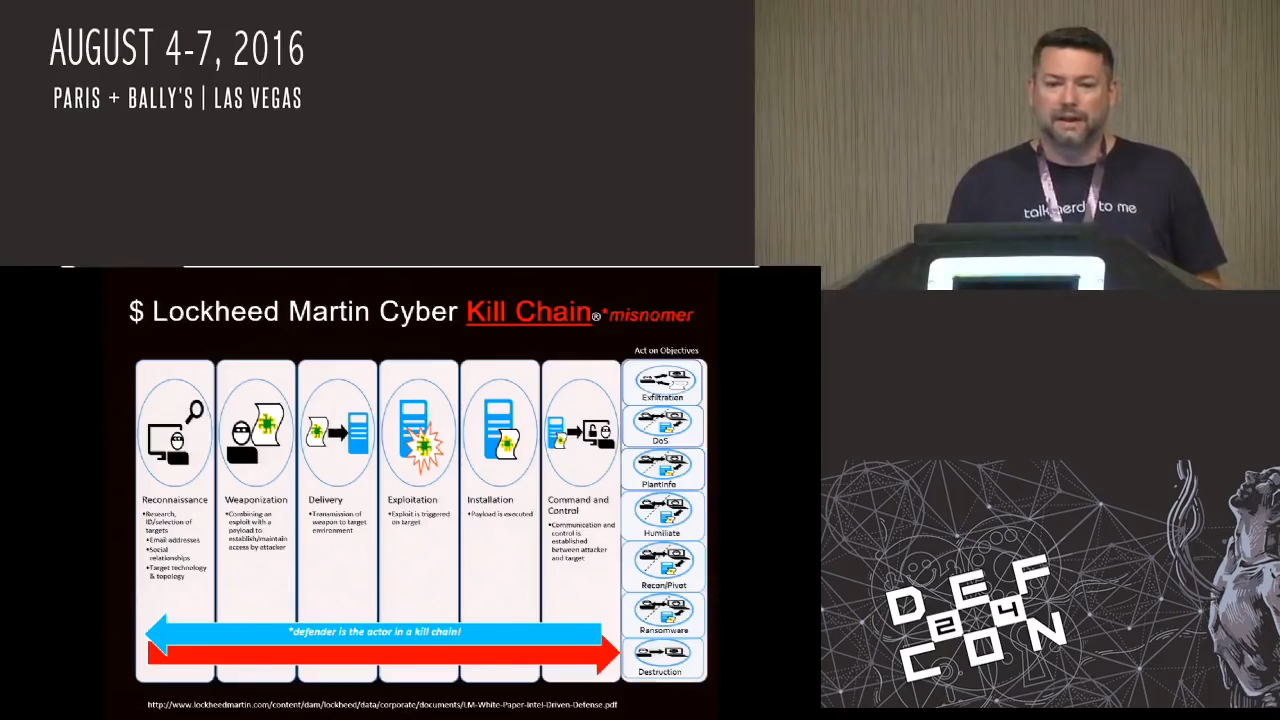 AUGUST 4-7, 2016
PARIS + BALLY'S | LAS VEGAS
talk nerdy to me
$ Lockheed Martin Cyber Kill Chain®*misnomer
Act on Objectives
Reconnaissance
•Research,
ID/selection of
targets
•Email addresses
•Social
relationships
•Target technology
& topology
Weaponization
•Combining an
exploit with a
payload to
establish/maintain
access by attacker
Delivery
•Transmission of
weapon to target
environment
Exploitation
•Exploit is triggered
on target
Installation
•Payload is executed
Command and
Control
•Communication and
control is
established
between attacker
and target
Exfiltration
DoS
PlantInfo
Humiliate
Recon/Pivot
Ransomware
Destruction
*defender is the actor in a kill chain!
http://www.lockheedmartin.com/content/dam/lockheed/data/corporate/documents/LM-White-Paper-Intel-Driven-Defense.pdf
DEF
24
CON